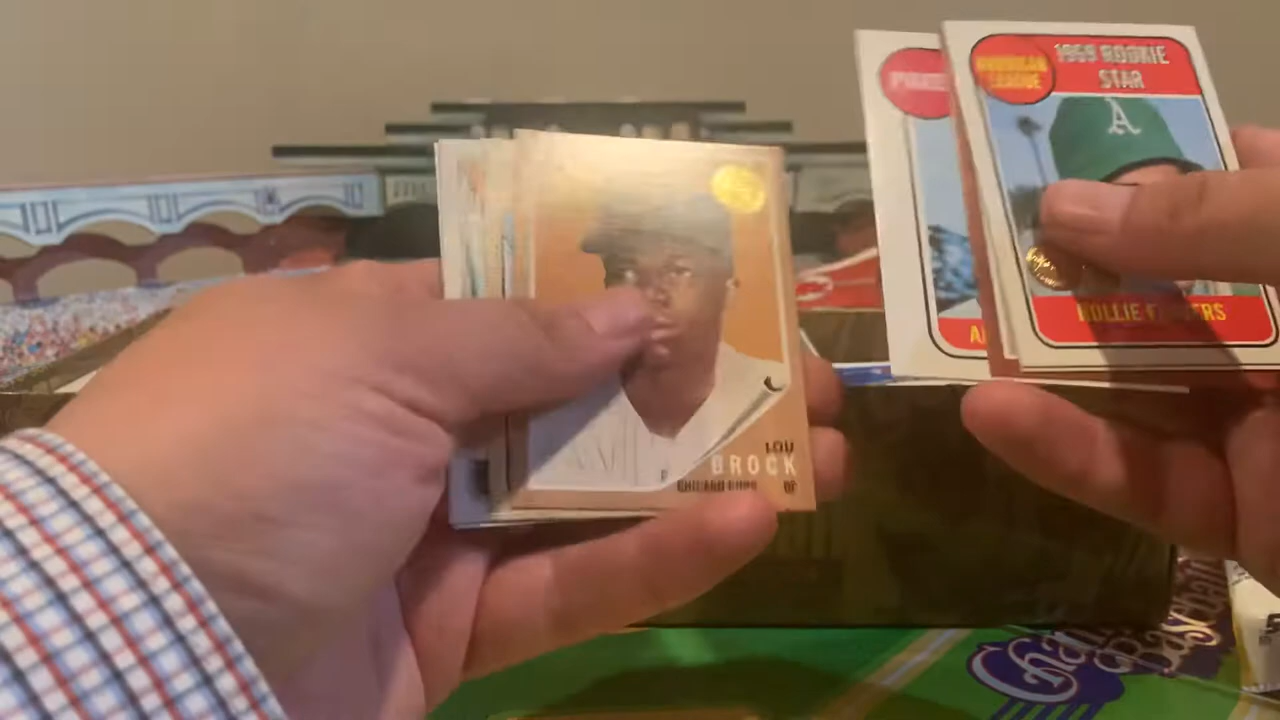 1969 ROOKIE
STAR
AMERICAN
LEAGUE
A
ROLLIE FINGERS
LOU
BROCK
CHICAGO CUBS OF